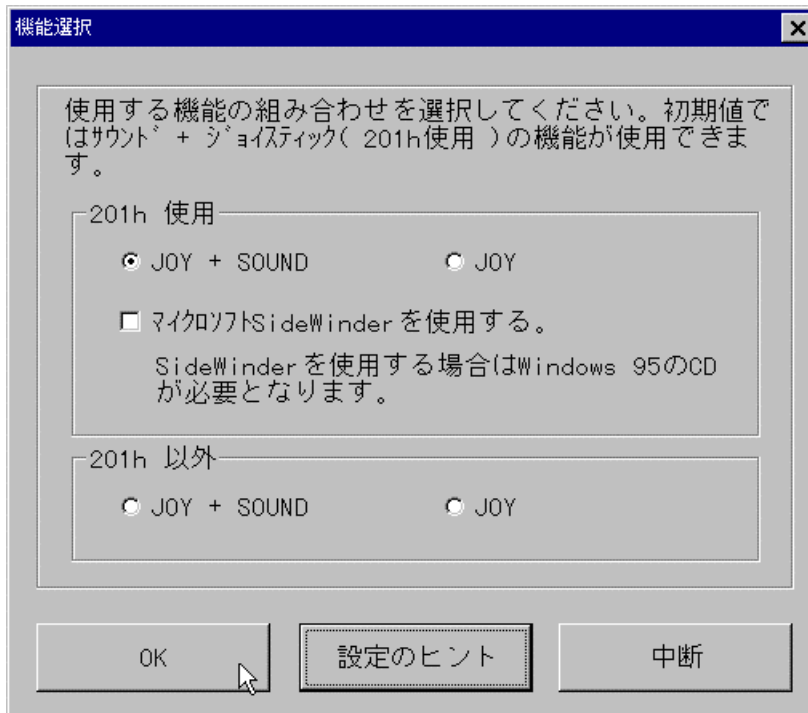 機能選択
使用する機能の組み合わせを選択してください。初期値で
はｻｳﾝﾄﾞ + ｼﾞｮｲｽﾃｨｯｸ( 201h使用 )の機能が使用できま
す。
201h 使用
JOY + SOUND
JOY
ﾏｲｸﾛｿﾌﾄSideWinderを使用する。
SideWinderを使用する場合はWindows 95のCD
が必要となります。
201h 以外
JOY + SOUND
JOY
OK
設定のヒント
中断